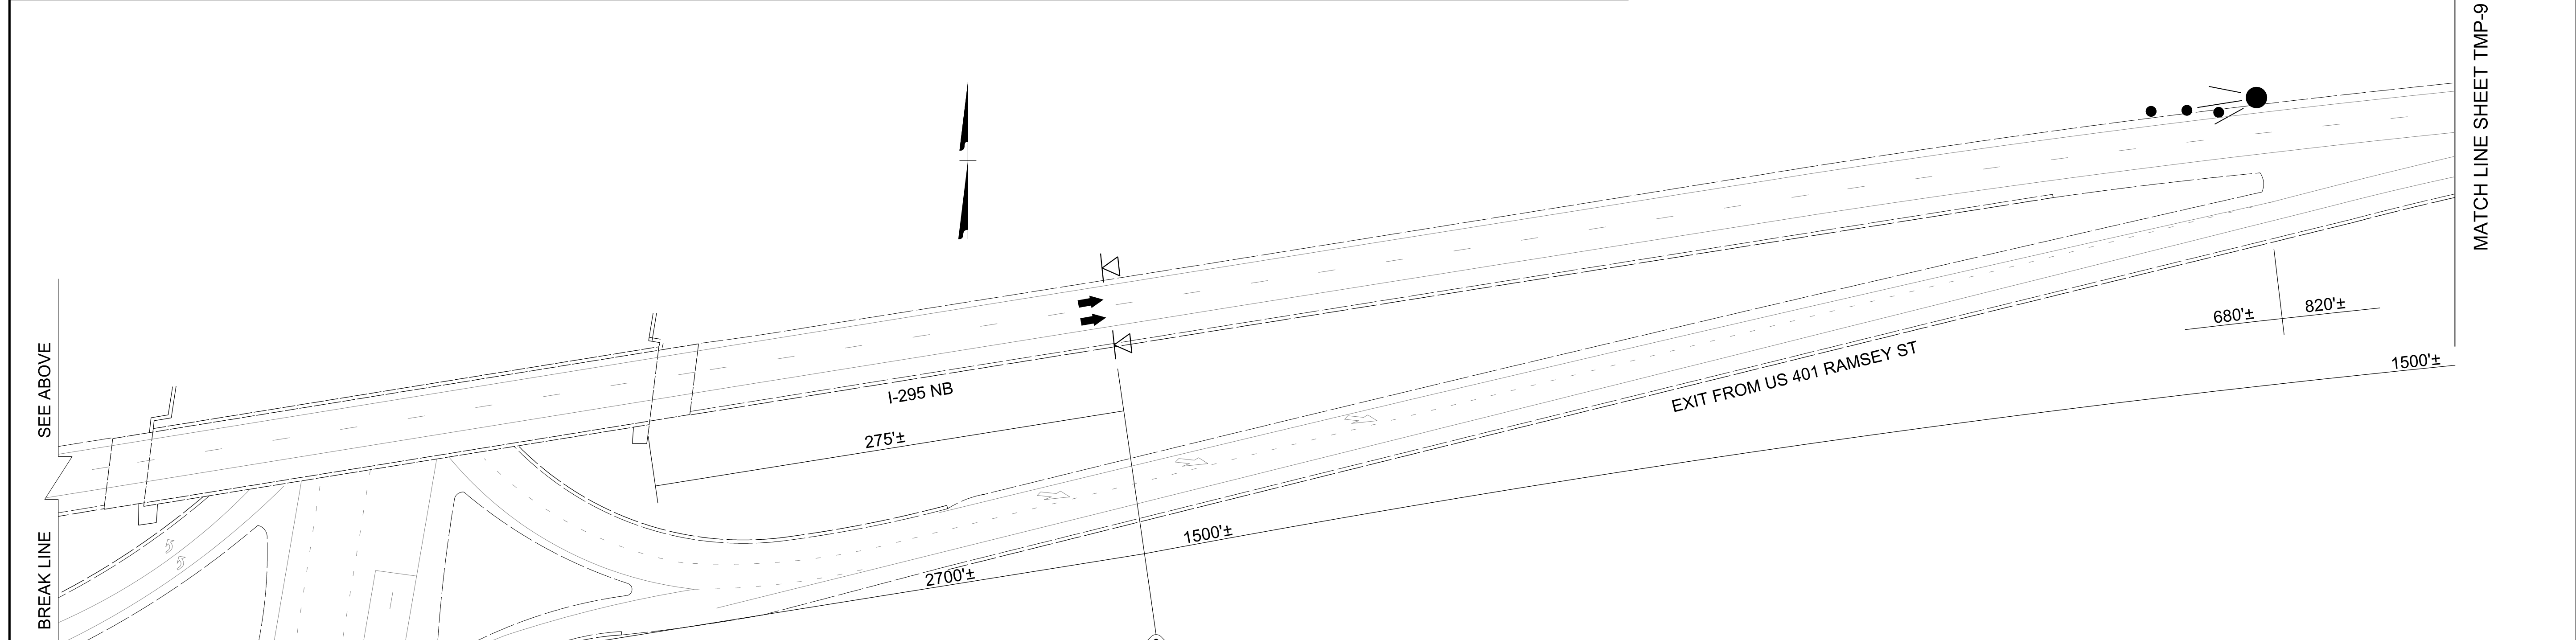 MATCH LINE SHEET TMP-9
SEE ABOVE
BREAK LINE
I-295 NB
275'±
EXIT FROM US 401 RAMSEY ST
680'±
820'±
1500'±
1500'±
2700'±